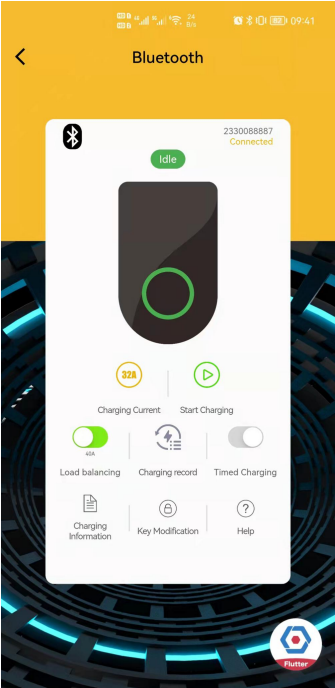 24
B/s
09:41
Bluetooth
2330088887
Connected
Idle
32A
Charging Current
Start Charging
40A
Load balancing
Charging record
Timed Charging
Charging
Information
Key Modification
?
Help
Flutter